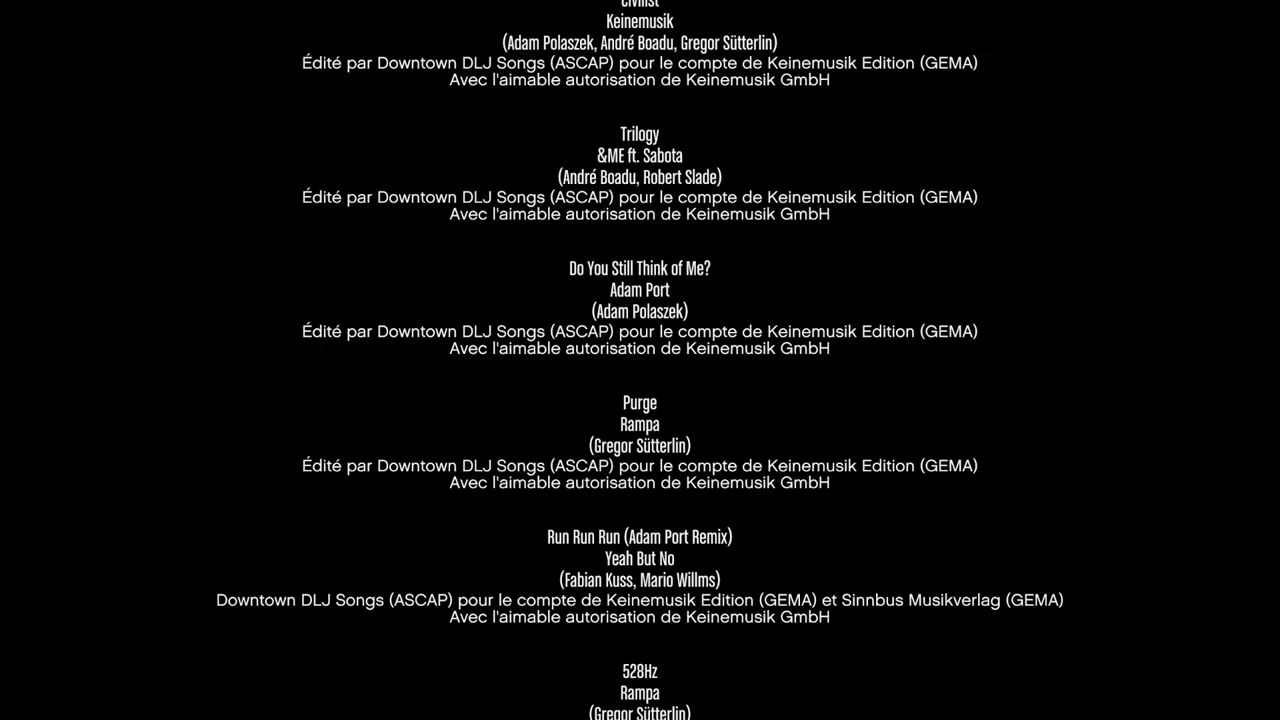 Civilist
Keinemusik
(Adam Polaszek, André Boadu, Gregor Sütterlin)
Édité par Downtown DLJ Songs (ASCAP) pour le compte de Keinemusik Edition (GEMA)
Avec l'aimable autorisation de Keinemusik GmbH
Trilogy
&ME ft. Sabota
(André Boadu, Robert Slade)
Édité par Downtown DLJ Songs (ASCAP) pour le compte de Keinemusik Edition (GEMA)
Avec l'aimable autorisation de Keinemusik GmbH
Do You Still Think of Me?
Adam Port
(Adam Polaszek)
Édité par Downtown DLJ Songs (ASCAP) pour le compte de Keinemusik Edition (GEMA)
Avec l'aimable autorisation de Keinemusik GmbH
Purge
Rampa
(Gregor Sütterlin)
Édité par Downtown DLJ Songs (ASCAP) pour le compte de Keinemusik Edition (GEMA)
Avec l'aimable autorisation de Keinemusik GmbH
Run Run Run (Adam Port Remix)
Yeah But No
(Fabian Kuss, Mario Willms)
Downtown DLJ Songs (ASCAP) pour le compte de Keinemusik Edition (GEMA) et Sinnbus Musikverlag (GEMA)
Avec l'aimable autorisation de Keinemusik GmbH
528Hz
Rampa
(Gregor Sütterlin)